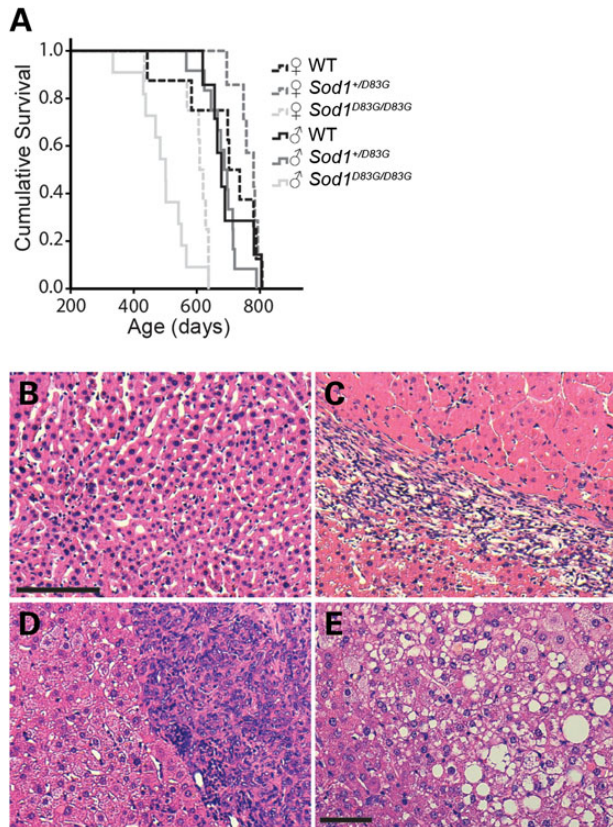 A
1.0
0.8
0.6
0.4
0.2
0.0
Cumulative Survival
200 400 600 800
Age (days)
♀ WT
♀ Sod1+/D83G
♀ Sod1D83G/D83G
♂ WT
♂ Sod1+/D83G
♂ Sod1D83G/D83G
B C
D E